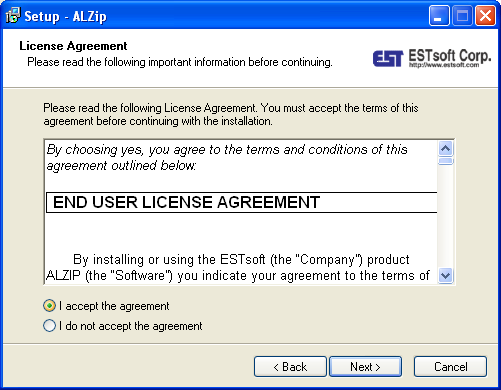 Setup - ALZip
License Agreement
Please read the following important information before continuing.
EST ESTsoft Corp.
http://www.estsoft.com
Please read the following License Agreement. You must accept the terms of this
agreement before continuing with the installation.
By choosing yes, you agree to the terms and conditions of this
agreement outlined below:
END USER LICENSE AGREEMENT
By installing or using the ESTsoft (the "Company") product
ALZIP (the "Software") you indicate your agreement to the terms of
I accept the agreement
I do not accept the agreement
< Back
Next >
Cancel